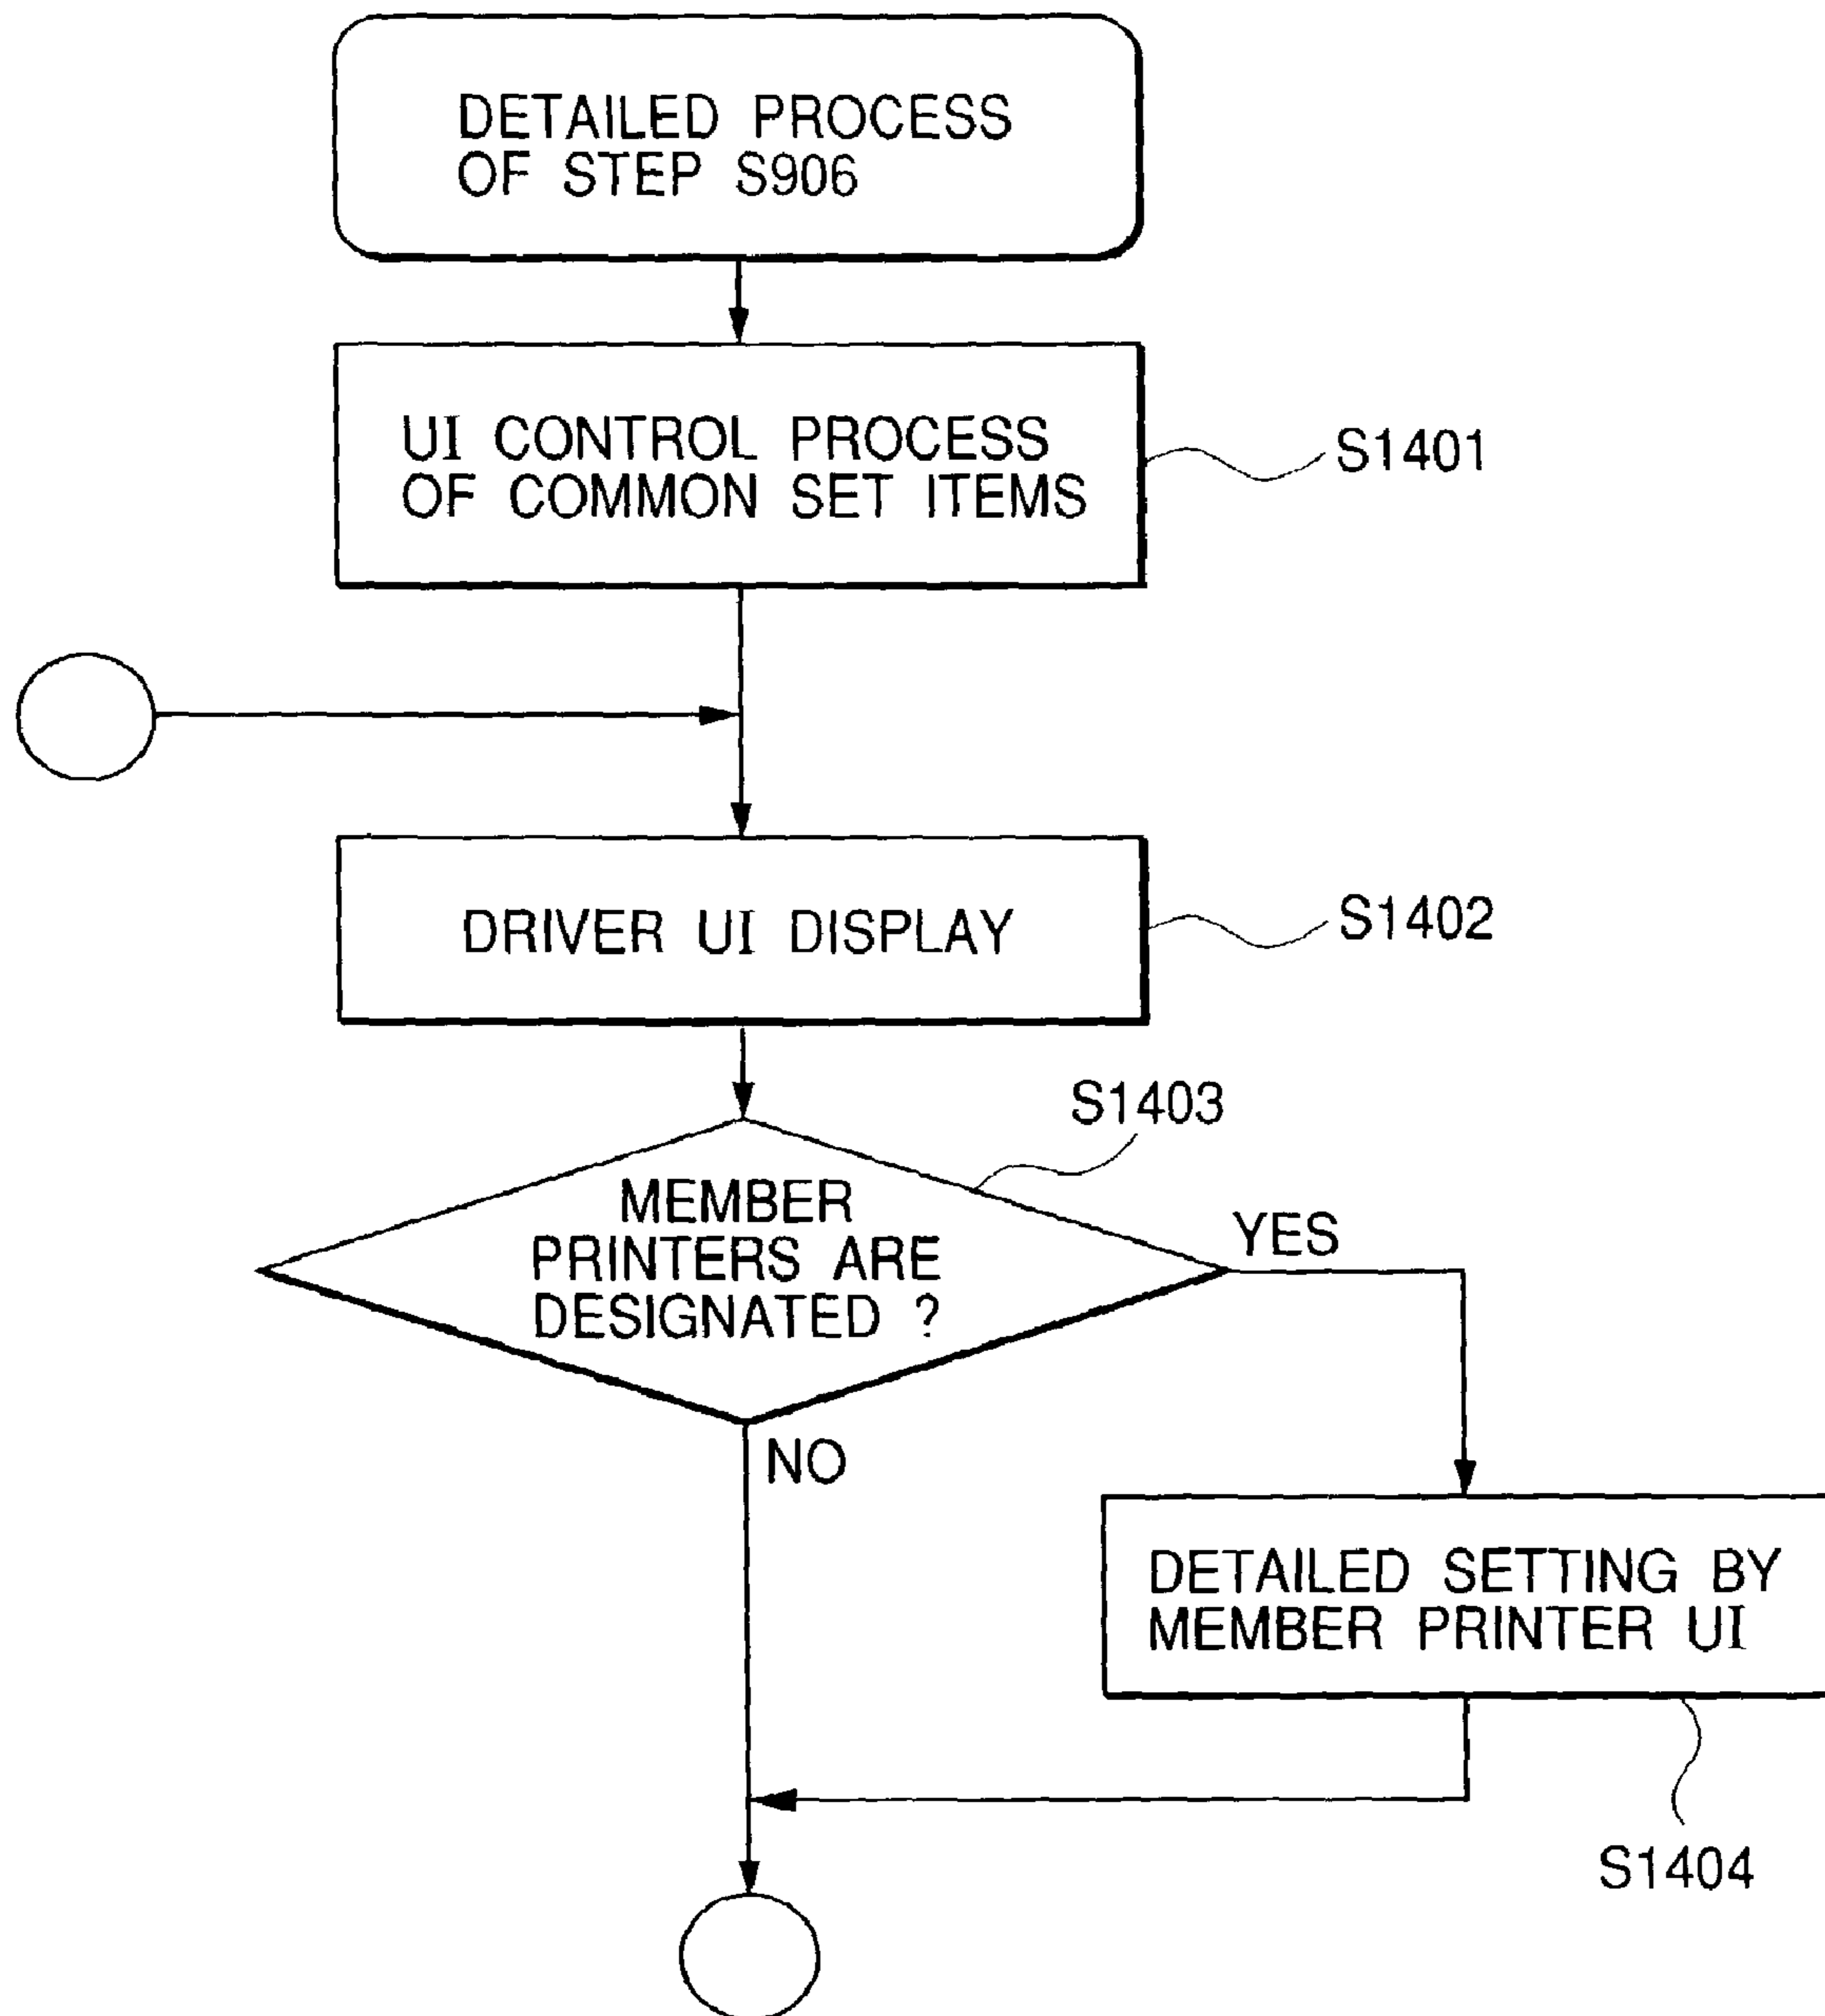 DETAILED PROCESS
OF STEP S906
UI CONTROL PROCESS
OF COMMON SET ITEMS
S1401
DRIVER UI DISPLAY
S1402
S1403
MEMBER
PRINTERS ARE
DESIGNATED ?
YES
NO
DETAILED SETTING BY
MEMBER PRINTER UI
S1404